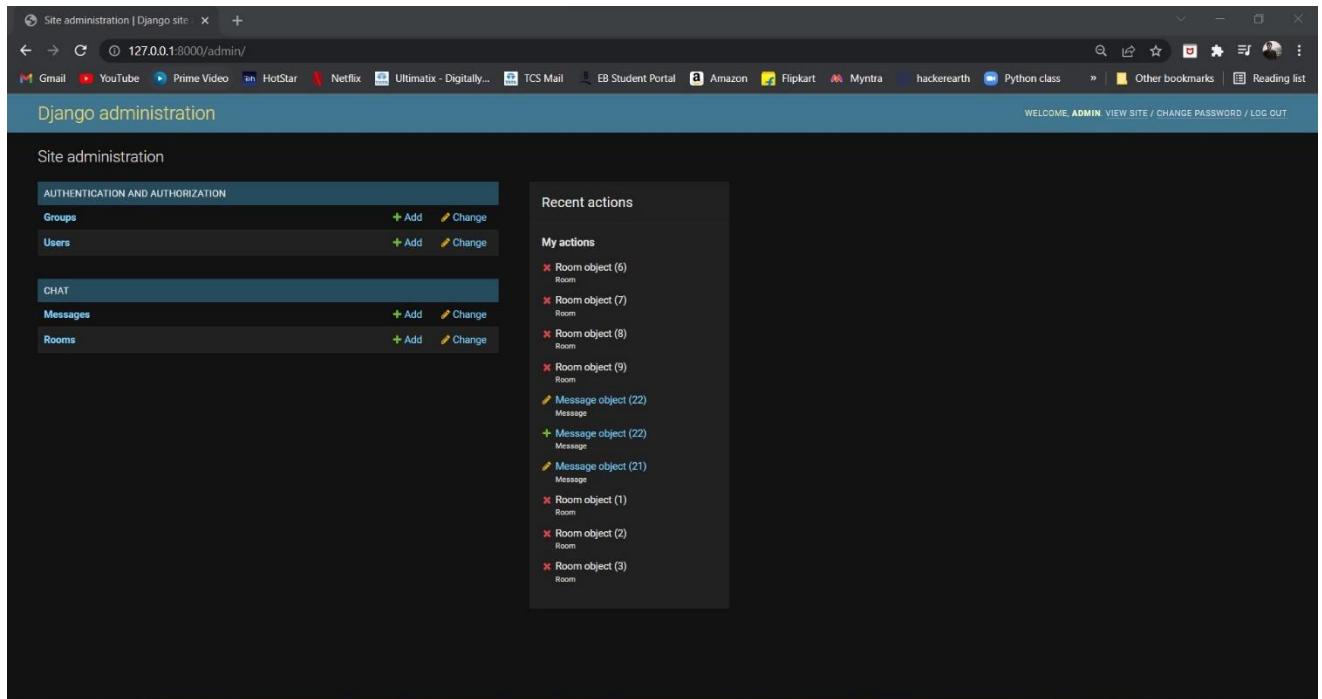 Site administration | Django site
127.0.0.1:8000/admin/
Gmail YouTube Prime Video HotStar Netflix Ultimatix - Digitally... TCS Mail EB Student Portal Amazon Flipkart Myntra hackerearth Python class » Other bookmarks Reading list
Django administration
WELCOME, ADMIN. VIEW SITE / CHANGE PASSWORD / LOG OUT
Site administration
AUTHENTICATION AND AUTHORIZATION
Groups Add Change
Users Add Change
CHAT
Messages Add Change
Rooms Add Change
Recent actions
My actions
Room object (6)
Room
Room object (7)
Room
Room object (8)
Room
Room object (9)
Room
Message object (22)
Message
Message object (22)
Message
Message object (21)
Message
Room object (1)
Room
Room object (2)
Room
Room object (3)
Room